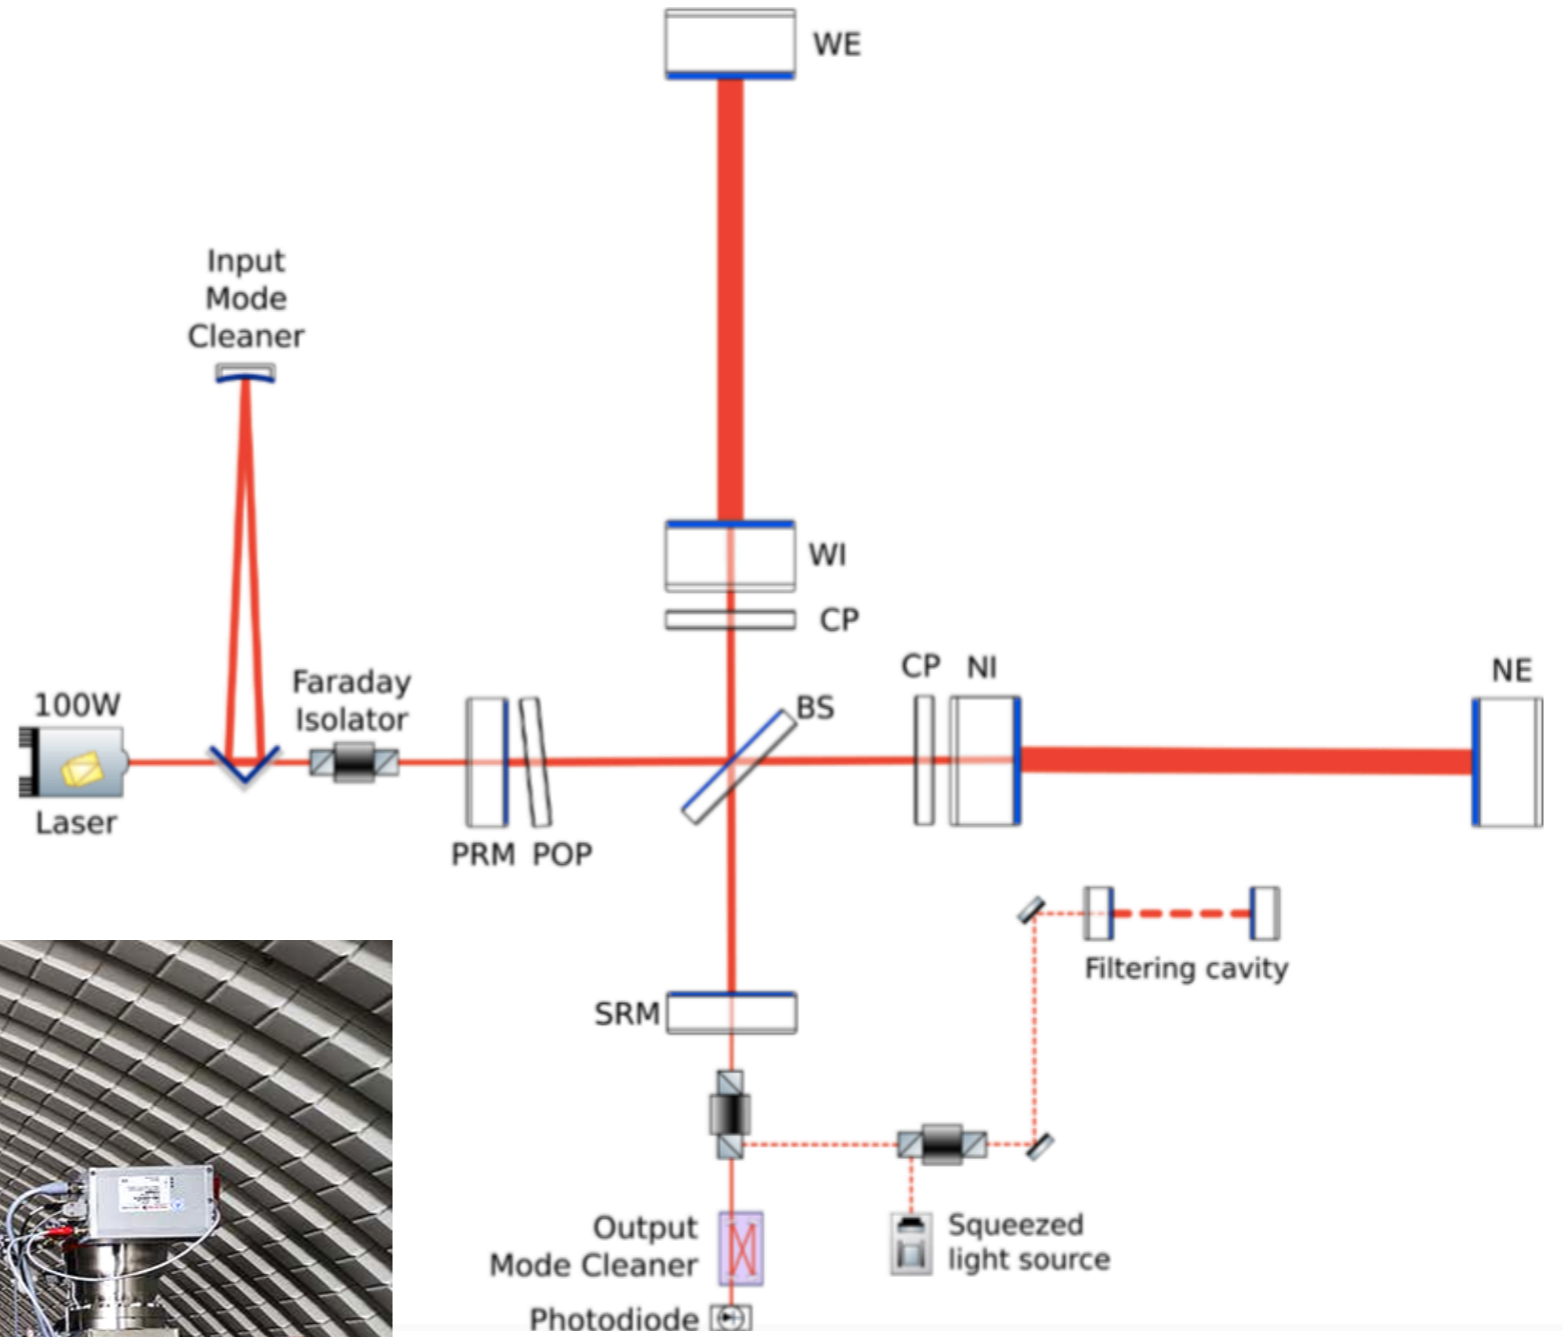 WE
Input
Mode
Cleaner
WI
CP
100W
Laser
Faraday
Isolator
PRM
POP
BS
CP
NI
NE
Filtering cavity
SRM
Output
Mode Cleaner
Squeezed
light source
Photodiode